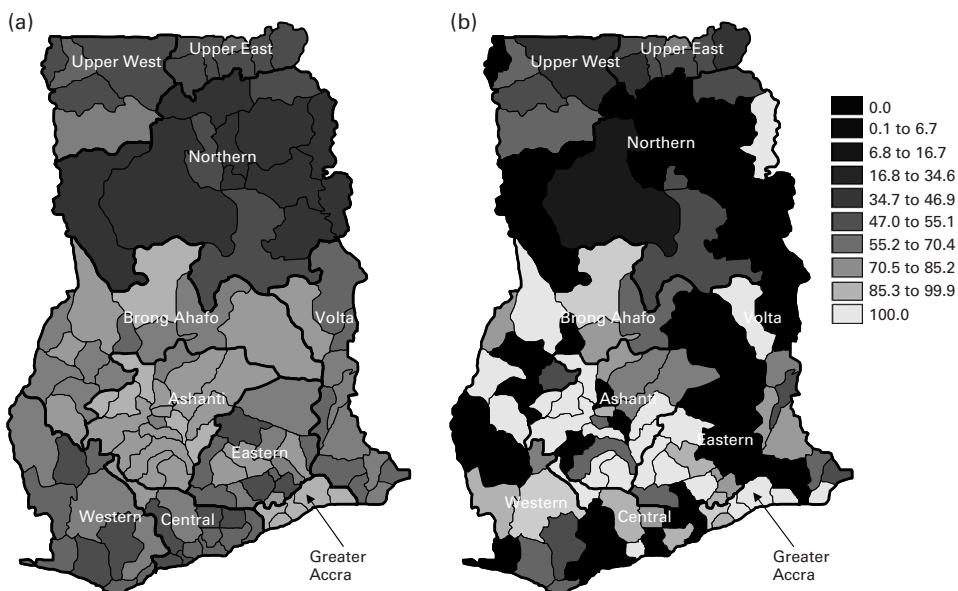 (a)
Upper West
Upper East
Northern
Brong Ahafo
Volta
Ashanti
Eastern
Western
Central
Greater
Accra
(b)
Upper West
Upper East
Northern
Brong Ahafo
Volta
Ashanti
Eastern
Western
Central
Greater
Accra
0.0
0.1 to 6.7
6.8 to 16.7
16.8 to 34.6
34.7 to 46.9
47.0 to 55.1
55.2 to 70.4
70.5 to 85.2
85.3 to 99.9
100.0